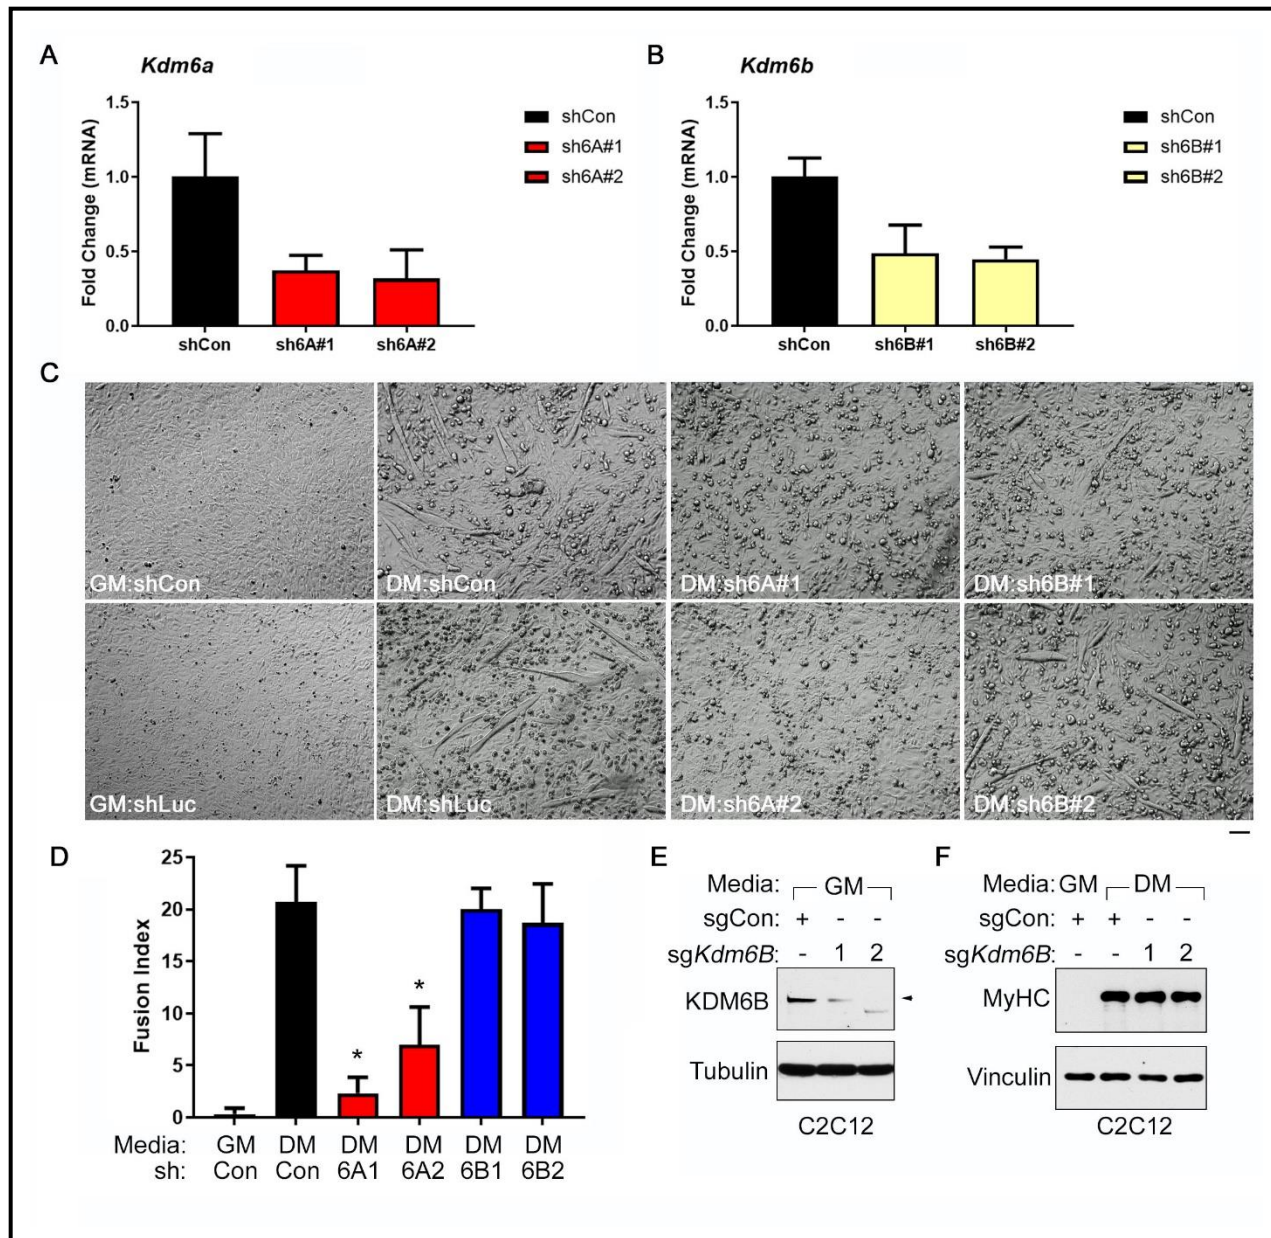 A
Kdm6a
Fold Change (mRNA)
1.5
1.0
0.5
0.0
shCon
sh6A#1
sh6A#2
shCon
sh6A#1
sh6A#2
B
Kdm6b
Fold Change (mRNA)
1.5
1.0
0.5
0.0
shCon
sh6B#1
sh6B#2
shCon
sh6B#1
sh6B#2
C
GM:shCon
DM:shCon
DM:sh6A#1
DM:sh6B#1
GM:shLuc
DM:shLuc
DM:sh6A#2
DM:sh6B#2
D
Fusion Index
25
20
15
10
5
0
* *
Media: GM DM DM DM DM DM
sh: Con Con 6A1 6A2 6B1 6B2
E
Media: GM
sgCon: + - -
sgKdm6B: - 1 2
KDM6B
Tubulin
C2C12
F
Media: GM DM
sgCon: + + - -
sgKdm6B: - - 1 2
MyHC
Vinculin
C2C12